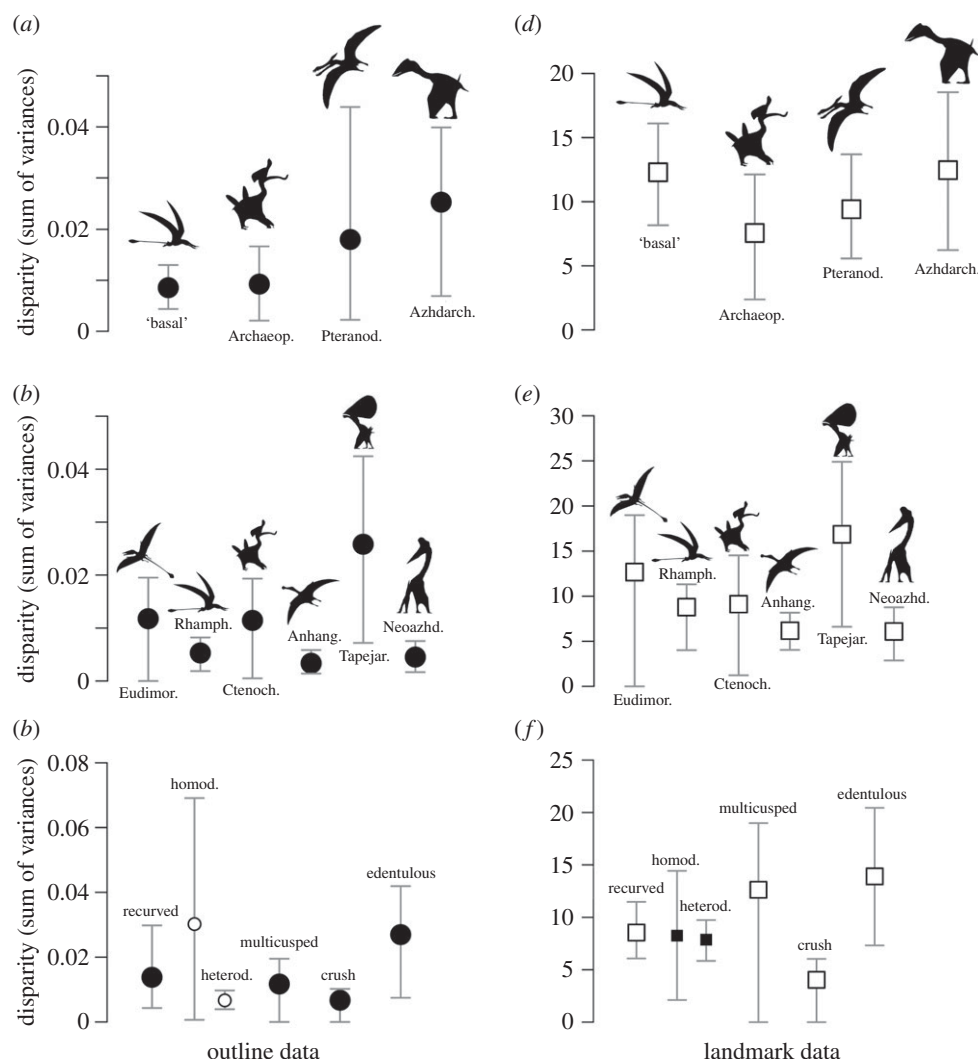 (a)
disparity (sum of variances)
0.04
0.02
0
'basal'
Archaeop.
Pteranod.
Azhdarch.
(d)
20
15
10
5
0
'basal'
Archaeop.
Pteranod.
Azhdarch.
(b)
disparity (sum of variances)
0.04
0.02
0
Eudimor.
Rhamph.
Ctenoch.
Anhang.
Tapejar.
Neoazhd.
(e)
30
25
20
15
10
5
0
Eudimor.
Rhamph.
Ctenoch.
Anhang.
Tapejar.
Neoazhd.
(b)
disparity (sum of variances)
0.08
0.06
0.04
0.02
0
recurved
homod.
heterod.
multicusped
crush
edentulous
outline data
(f)
25
20
15
10
5
0
recurved
homod.
heterod.
multicusped
crush
edentulous
landmark data